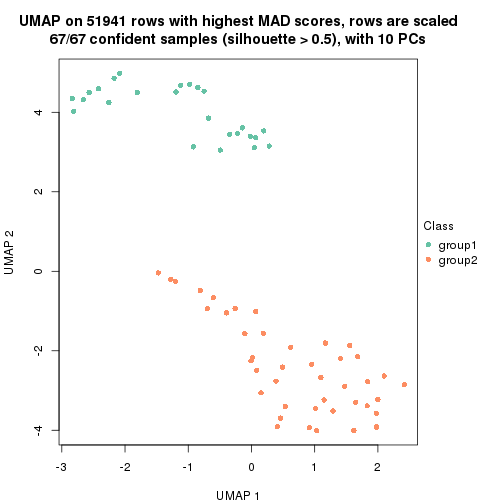 UMAP on 51941 rows with highest MAD scores, rows are scaled
67/67 confident samples (silhouette > 0.5), with 10 PCs
4
2
0
-2
-4
UMAP 2
-3
-2
-1
0
1
2
UMAP 1
Class
group1
group2